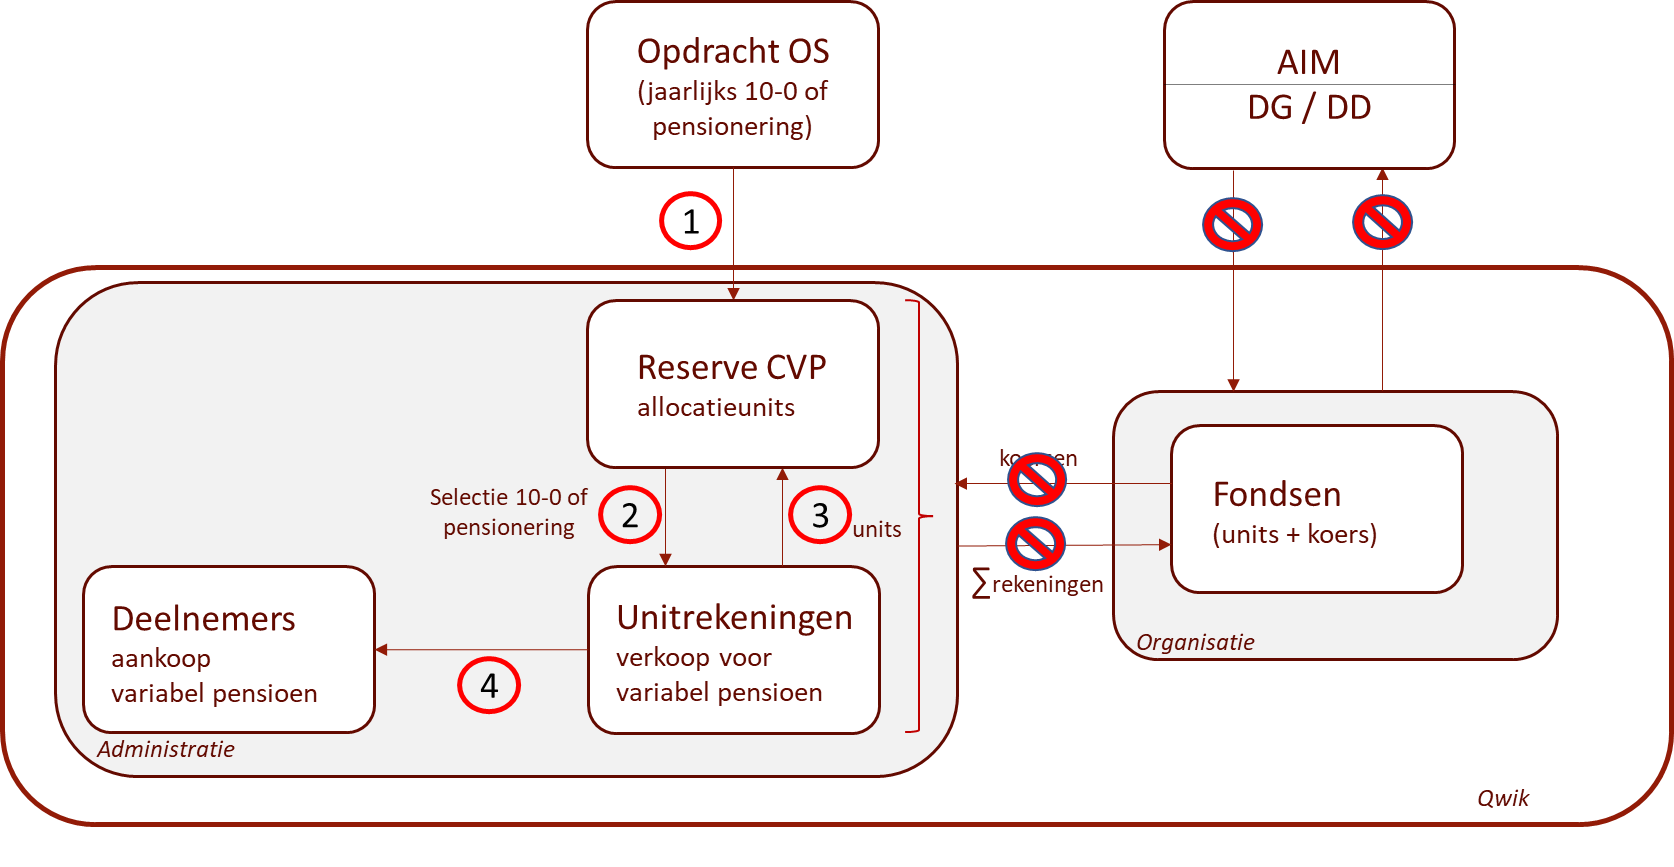 Opdracht OS
(jaarlijks 10-0 of
pensionering)
AIM
DG / DD
1
Reserve CVP
allocatieunits
Selectie 10-0 of
pensionering
2
3
units
Deelnemers
aankoop
variabel pensioen
4
Unitrekeningen
verkoop voor
variabel pensioen
Administratie
∑rekeningen
Fondsen
(units + koers)
Organisatie
Qwik